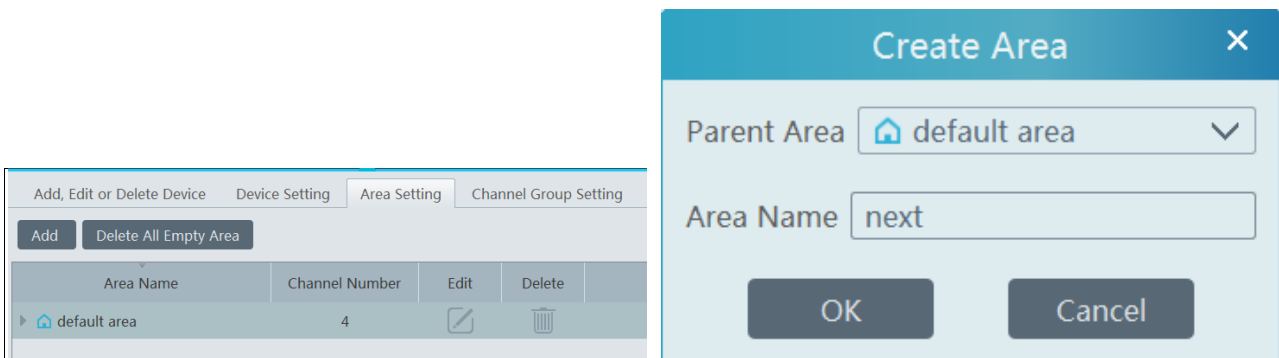 Add, Edit or Delete Device Device Setting Area Setting Channel Group Setting
Add Delete All Empty Area
Area Name Channel Number Edit Delete
default area 4
Create Area
Parent Area default area
Area Name next
OK Cancel